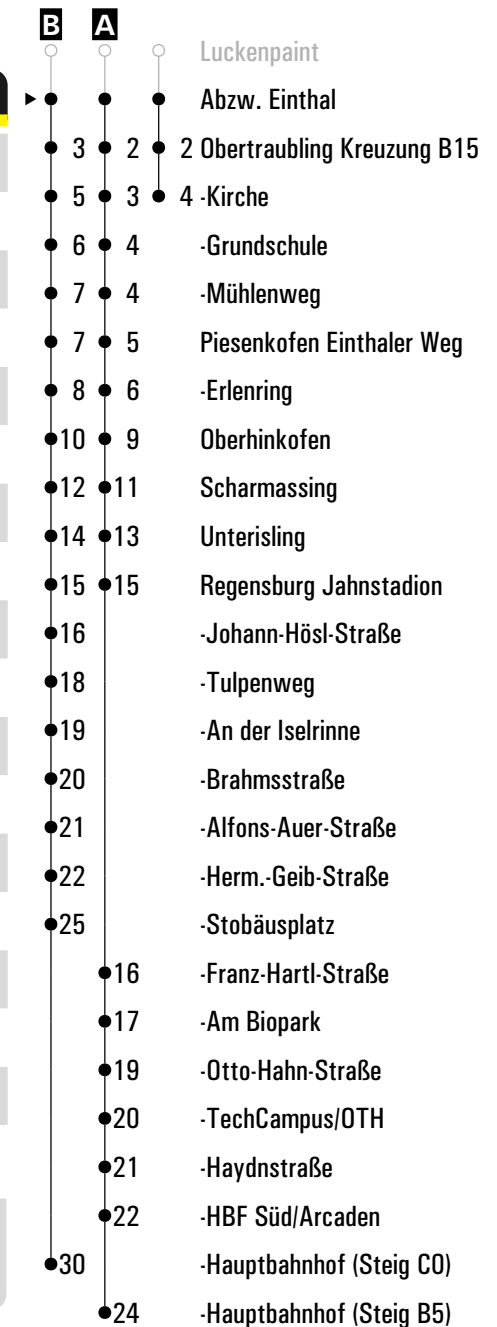 B A
Luckenpaint
Abzw. Einthal
3 2 2 Obertraubling Kreuzung B15
5 3 4 -Kirche
6 4 -Grundschule
7 4 -Mühlenweg
7 5 Piesenkofen Einthaler Weg
8 6 -Erlenring
10 9 Oberhinkofen
12 11 Scharmassing
14 13 Unterisling
15 15 Regensburg Jahnstadion
16 -Johann-Hösl-Straße
18 -Tulpenweg
19 -An der Iselrinne
20 -Brahmsstraße
21 -Alfons-Auer-Straße
22 -Herm.-Geib-Straße
25 -Stobäusplatz
16 -Franz-Hartl-Straße
17 -Am Biopark
19 -Otto-Hahn-Straße
20 -TechCampus/OTH
21 -Haydnstraße
22 -HBF Süd/Arcaden
30 -Hauptbahnhof (Steig C0)
24 -Hauptbahnhof (Steig B5)